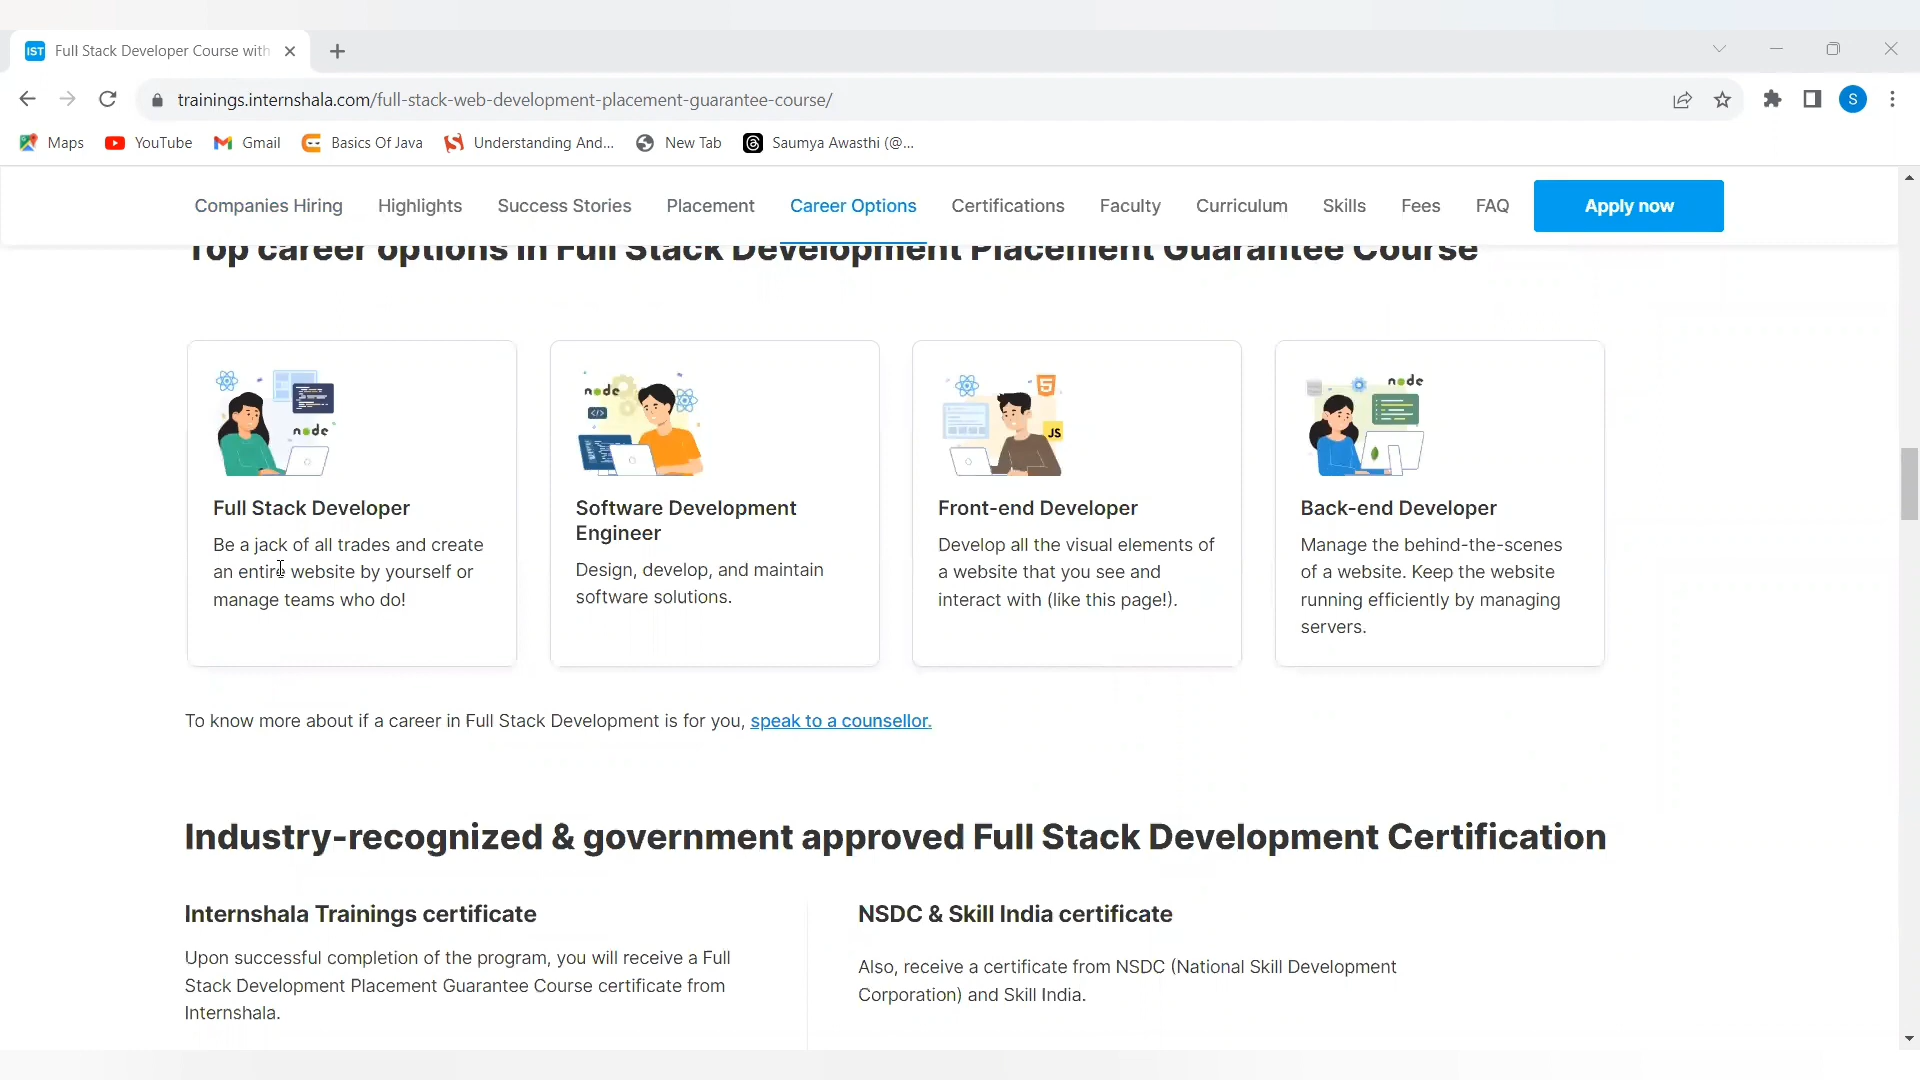 IST Full Stack Developer Course with
trainings.internshala.com/full-stack-web-development-placement-guarantee-course/
S
Maps YouTube Gmail Basics Of Java Understanding And... New Tab Saumya Awasthi (@...
Companies Hiring Highlights Success Stories Placement Career Options Certifications Faculty Curriculum Skills Fees FAQ Apply now
Top career options in Full Stack Development Placement Guarantee Course
node
node
</>
5
JS
node
Full Stack Developer
Be a jack of all trades and create
an entire website by yourself or
manage teams who do!
Software Development
Engineer
Design, develop, and maintain
software solutions.
Front-end Developer
Develop all the visual elements of
a website that you see and
interact with (like this page!).
Back-end Developer
Manage the behind-the-scenes
of a website. Keep the website
running efficiently by managing
servers.
To know more about if a career in Full Stack Development is for you, speak to a counsellor.
Industry-recognized & government approved Full Stack Development Certification
Internshala Trainings certificate
Upon successful completion of the program, you will receive a Full
Stack Development Placement Guarantee Course certificate from
Internshala.
NSDC & Skill India certificate
Also, receive a certificate from NSDC (National Skill Development
Corporation) and Skill India.